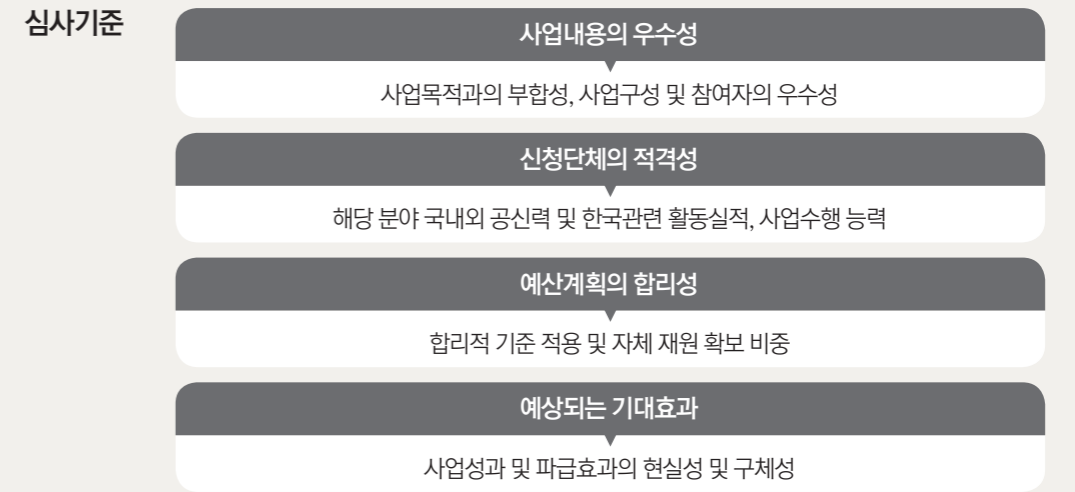 심사기준
사업내용의 우수성
사업목적과의 부합성, 사업구성 및 참여자의 우수성
신청단체의 적격성
해당 분야 국내외 공신력 및 한국관련 활동실적, 사업수행 능력
예산계획의 합리성
합리적 기준 적용 및 자체 재원 확보 비중
예상되는 기대효과
사업성과 및 파급효과의 현실성 및 구체성